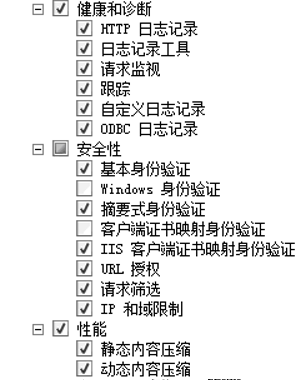 健康和诊断
HTTP 日志记录
日志记录工具
请求监视
跟踪
自定义日志记录
ODBC 日志记录
安全性
基本身份验证
Windows 身份验证
摘要式身份验证
客户端证书映射身份验证
IIS 客户端证书映射身份验证
URL 授权
请求筛选
IP 和域限制
性能
静态内容压缩
动态内容压缩